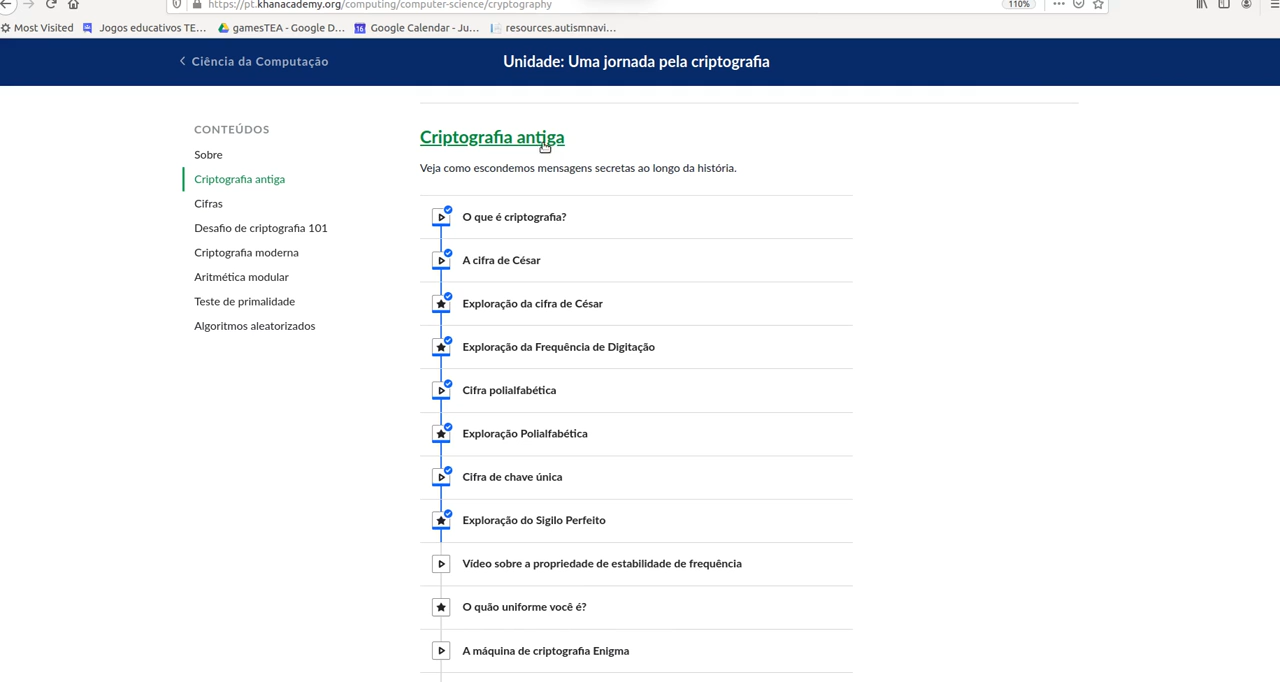 https://pt.khanacademy.org/computing/computer-science/cryptography
110%
Most Visited
Jogos educativos TE...
gamesTEA - Google D...
16
Google Calendar - Ju...
resources.autismnavi...
Ciência da Computação
Unidade: Uma jornada pela criptografia
CONTEÚDOS
Sobre
Criptografia antiga
Cifras
Desafio de criptografia 101
Criptografia moderna
Aritmética modular
Teste de primalidade
Algoritmos aleatorizados
Criptografia antiga
Veja como escondemos mensagens secretas ao longo da história.
O que é criptografia?
A cifra de César
Exploração da cifra de César
Exploração da Frequência de Digitação
Cifra polialfabética
Exploração Polialfabética
Cifra de chave única
Exploração do Sigilo Perfeito
Vídeo sobre a propriedade de estabilidade de frequência
O quão uniforme você é?
A máquina de criptografia Enigma